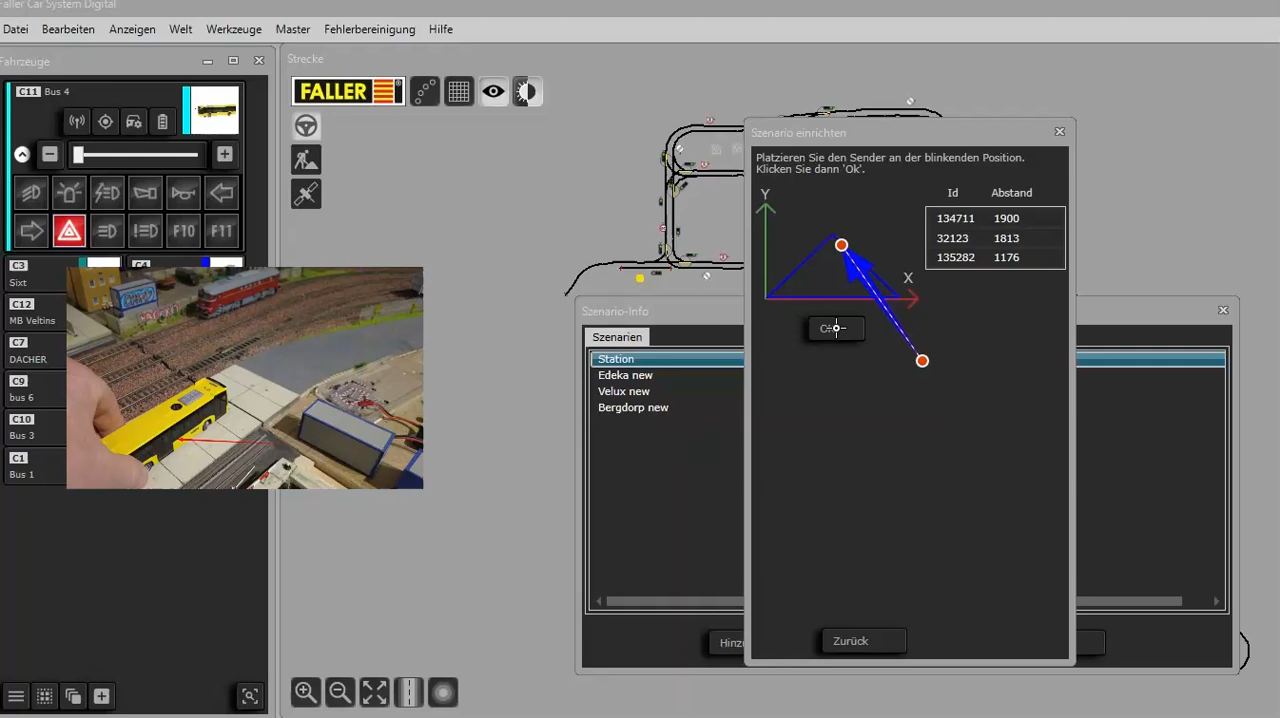 Faller Car System Digital
Datei Bearbeiten Anzeigen Welt Werkzeuge Master Fehlerbereinigung Hilfe
Fahrzeuge
C11 Bus 4
F10 F11
C3 C4
Sixt
C12
MB Veltins
C7
DACHER
C9
bus 6
C10
Bus 3
C1
Bus 1
Strecke
FALLER
Szenario einrichten
Platzieren Sie den Sender an der blinkenden Position.
Klicken Sie dann 'Ok'.
Y
X
Id Abstand
134711 1900
32123 1813
135282 1176
Zurück
Szenario-Info
Szenarien
Station
Edeka new
Velux new
Bergdorp new